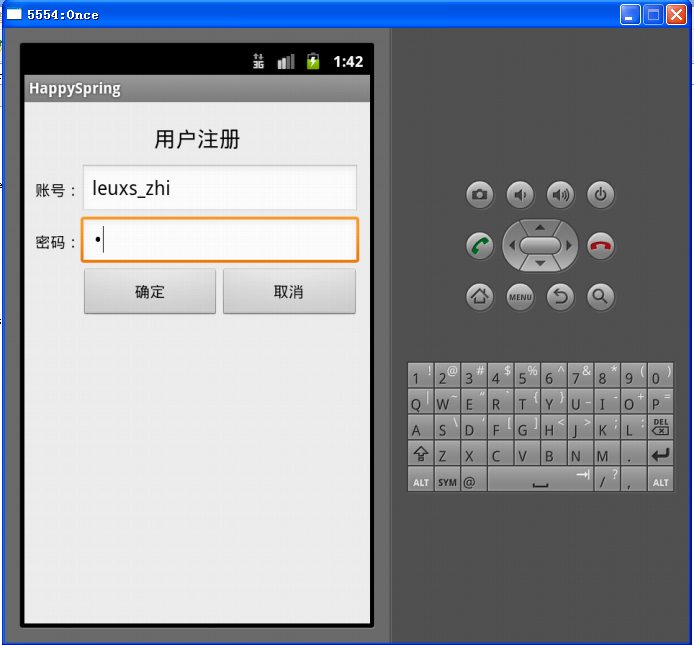 5554:Once
3G 1:42
HappySpring
用户注册
账号： leuxs_zhi
密码： •
确定 取消
MENU
1 ! 2 @ 3 # 4 $ 5 % 6 ^ 7 & 8 * 9 ( 0 )
Q | W ~ E " R ` T { Y } U _ I - O + P =
A S \ D ' F [ G ] H < J > K ; L : DEL
Z X C V B N M .
ALT SYM @ / ? , ALT